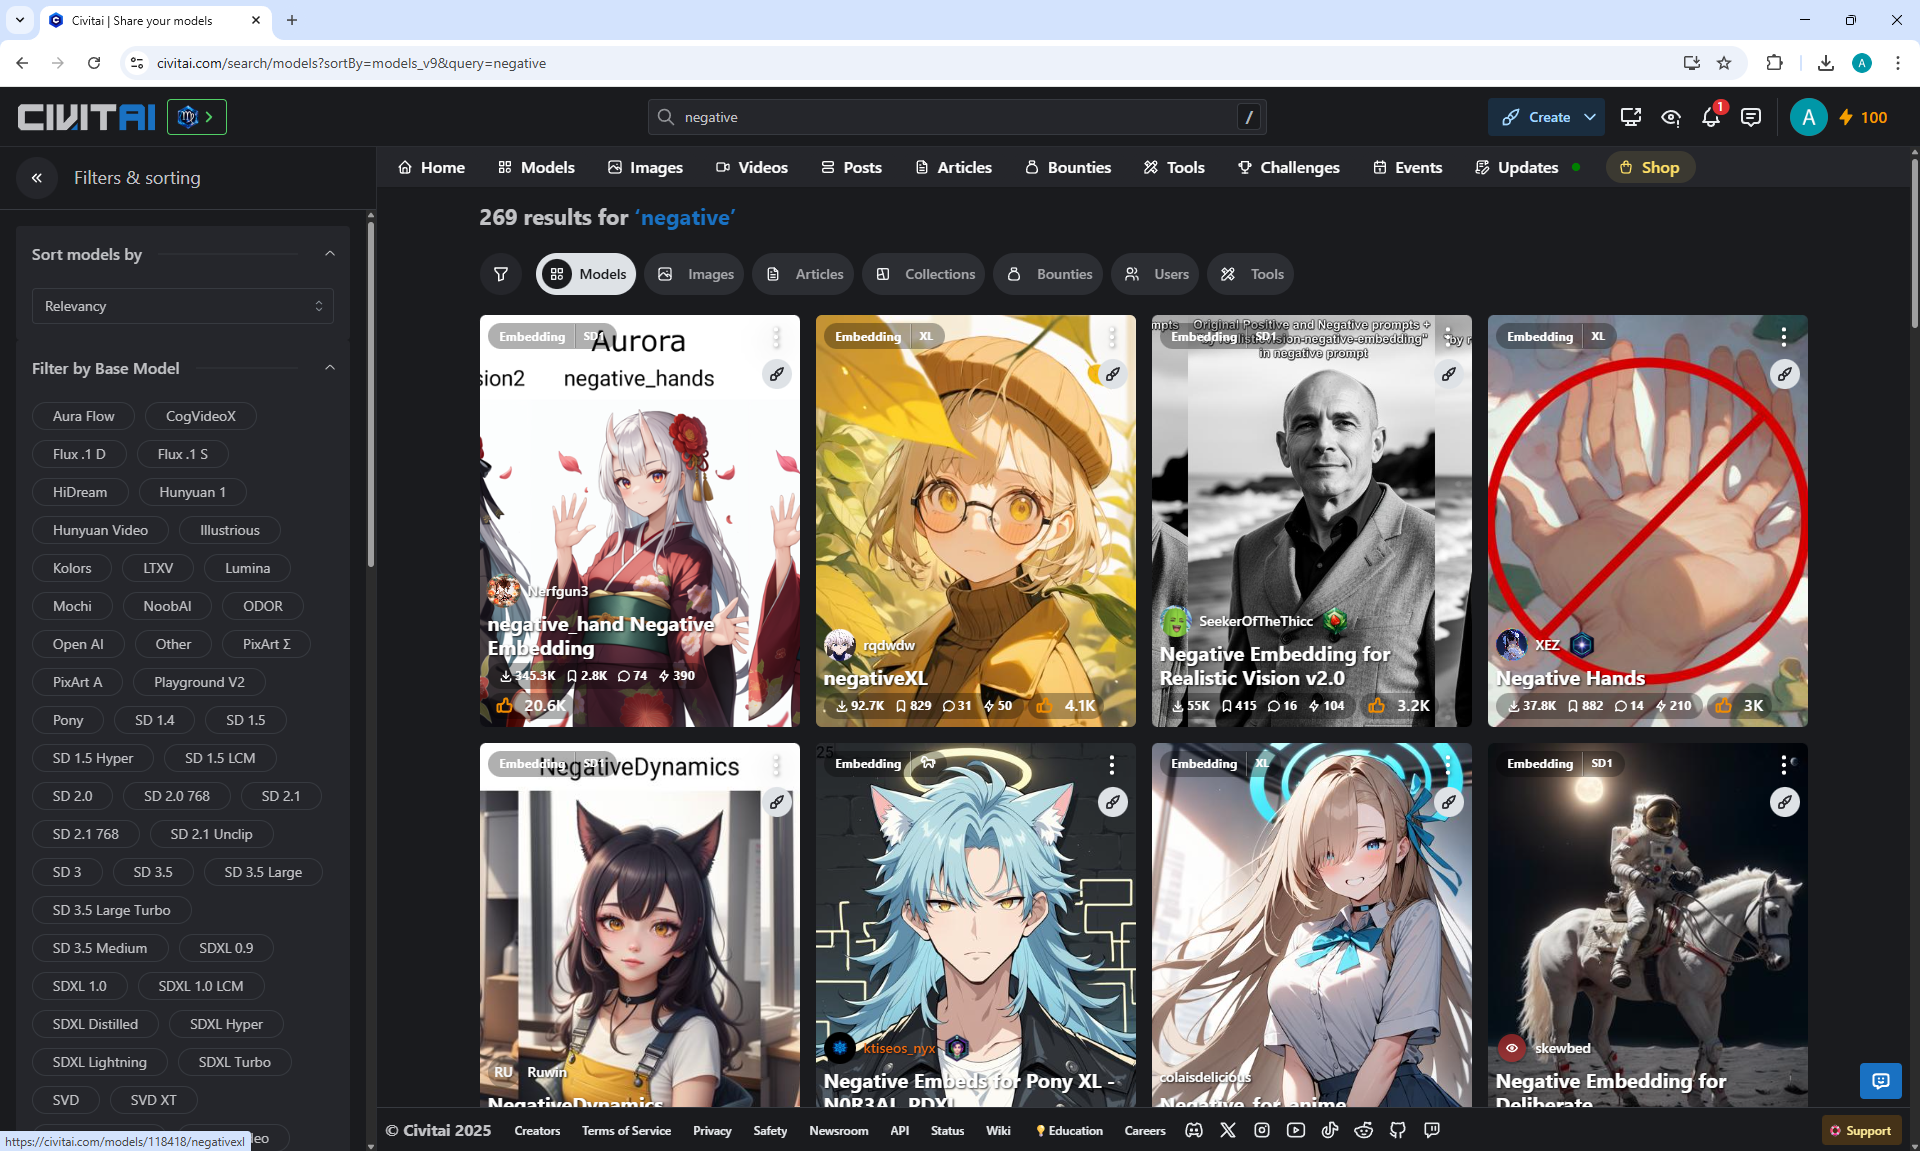 Civitai | Share your models
civitai.com/search/models?sortBy=models_v9&query=negative
A
CIVITAI
negative
/
Create
1
A
100
Filters & sorting
Home
Models
Images
Videos
Posts
Articles
Bounties
Tools
Challenges
Events
Updates
Shop
269 results for ‘negative’
Models
Images
Articles
Collections
Bounties
Users
Tools
Sort models by
Relevancy
Filter by Base Model
Aura Flow
CogVideoX
Flux .1 D
Flux .1 S
HiDream
Hunyuan 1
Hunyuan Video
Illustrious
Kolors
LTXV
Lumina
Mochi
NoobAI
ODOR
Open AI
Other
PixArt Σ
PixArt A
Playground V2
Pony
SD 1.4
SD 1.5
SD 1.5 Hyper
SD 1.5 LCM
SD 2.0
SD 2.0 768
SD 2.1
SD 2.1 768
SD 2.1 Unclip
SD 3
SD 3.5
SD 3.5 Large
SD 3.5 Large Turbo
SD 3.5 Medium
SDXL 0.9
SDXL 1.0
SDXL 1.0 LCM
SDXL Distilled
SDXL Hyper
SDXL Lightning
SDXL Turbo
SVD
SVD XT
https://civitai.com/models/118418/negativexl
Embedding SD1
Aurora
negative_hands
Nerfgun3
negative_hand Negative
Embedding
345.3K 2.8K 74 390
20.6K
Embedding XL
rqdwdw
negativeXL
92.7K 829 31 50 4.1K
Original Positive and Negative prompts +
Embedding SD1
in negative prompt
SeekerOfTheThicc
Negative Embedding for
Realistic Vision v2.0
55K 415 16 104 3.2K
Embedding XL
XEZ
Negative Hands
37.8K 882 14 210 3K
Embedding SD1
NegativeDynamics
RU Ruwin
NegativeDynamics
25
Embedding
ktiseos_nyx
Negative Embeds for Pony XL -
N0R3AL_PDXL
Embedding XL
colaisdelicious
Negative for anime
Embedding SD1
skewbed
Negative Embedding for
Deliberate
© Civitai 2025
Creators
Terms of Service
Privacy
Safety
Newsroom
API
Status
Wiki
Education
Careers
Support